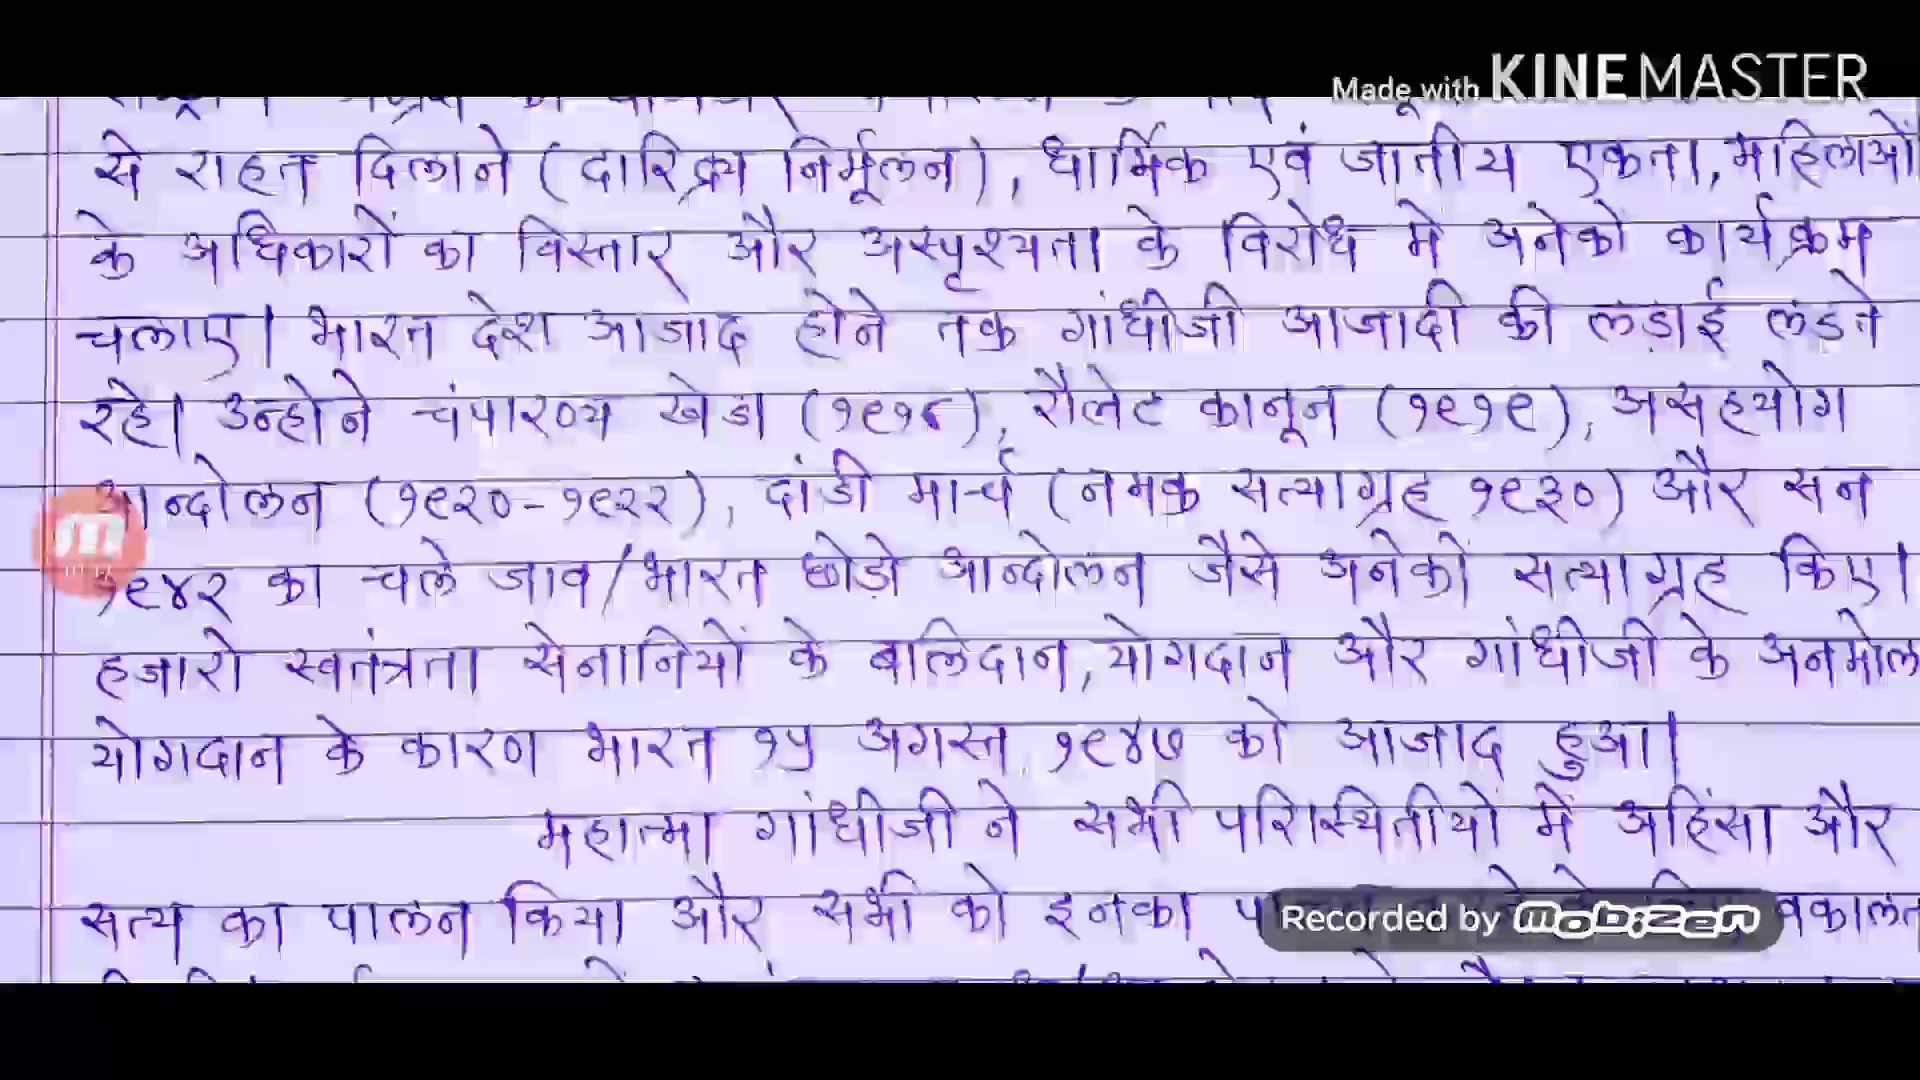 Made with KINEMASTER
से राहत दिलाने (दारिद्र्य निर्मूलन), धार्मिक एवं जातीय एकता, महिलाओं
के अधिकारों का विस्तार और अस्पृश्यता के विरोध मे अनेको कार्यक्रम
चलाए। भारत देश आजाद होने तक गांधीजी आजादी की लड़ाई लंडते
रहे। उन्होने चंपारण्य खेडा (१९१८), रौलेट कानून (१९१९), असहयोग
आन्दोलन (१९२०-१९२२), दांडी मार्च (नमक सत्याग्रह १९३०) और सन
१९४२ का चले जाव/भारत छोड़ो आन्दोलन जैसे अनेकों सत्याग्रह किए।
हजारो स्वतंत्रता सेनानियों के बलिदान, योगदान और गांधीजी के अनमोल
योगदान के कारण भारत १५ अगस्त १९४७ को आजाद हुआ।
महात्मा गांधीजी ने सभी परिस्थितीयों में अहिंसा और
सत्य का पालन किया और सभी को इनका वकालत
Recorded by mobizen